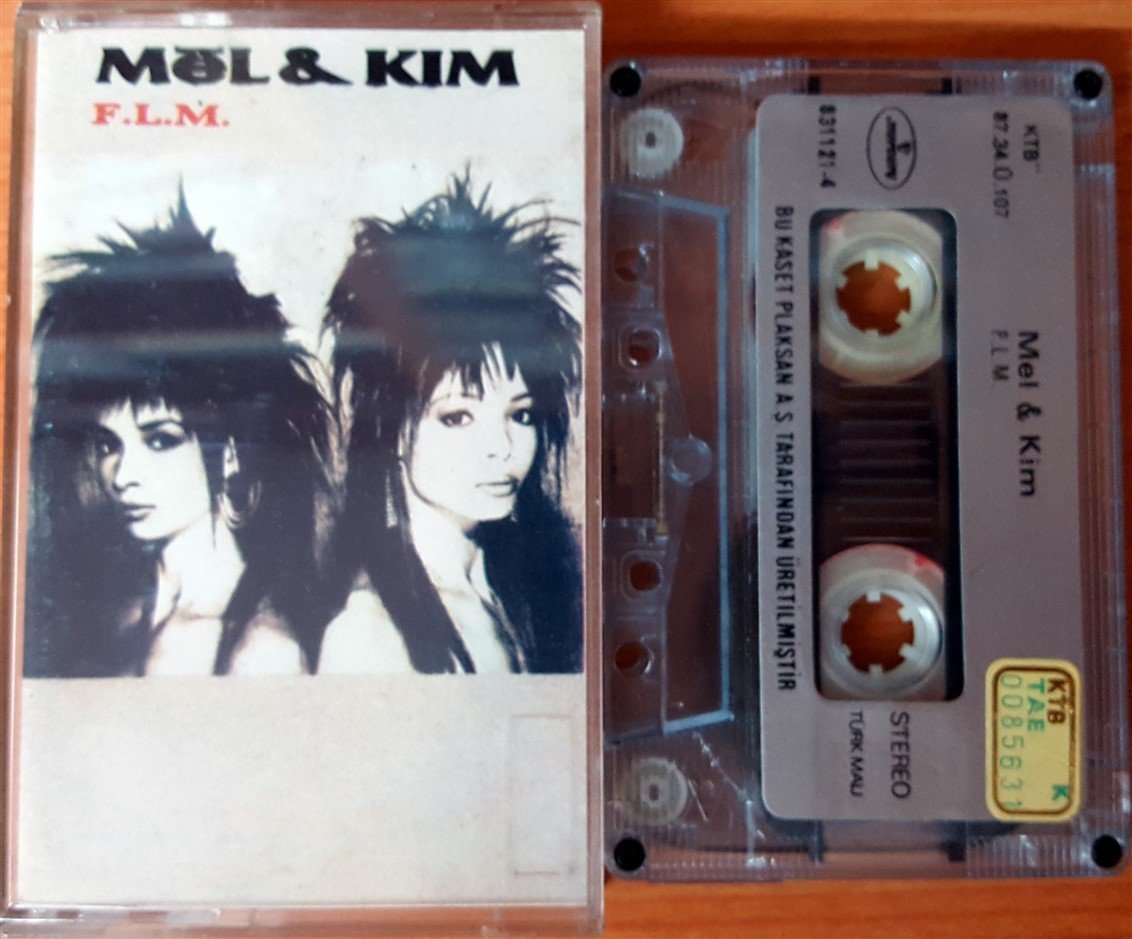 MEL & KIM
F.L.M.
KTB
87.34.Ü.107
831121-4
Mel & Kim
F L M
BU KASET PLAKSAN A.S TARAFINDAN ÜRETİLMİŞTİR
STEREO
TÜRK MALI
KTB K
TAE
0085631